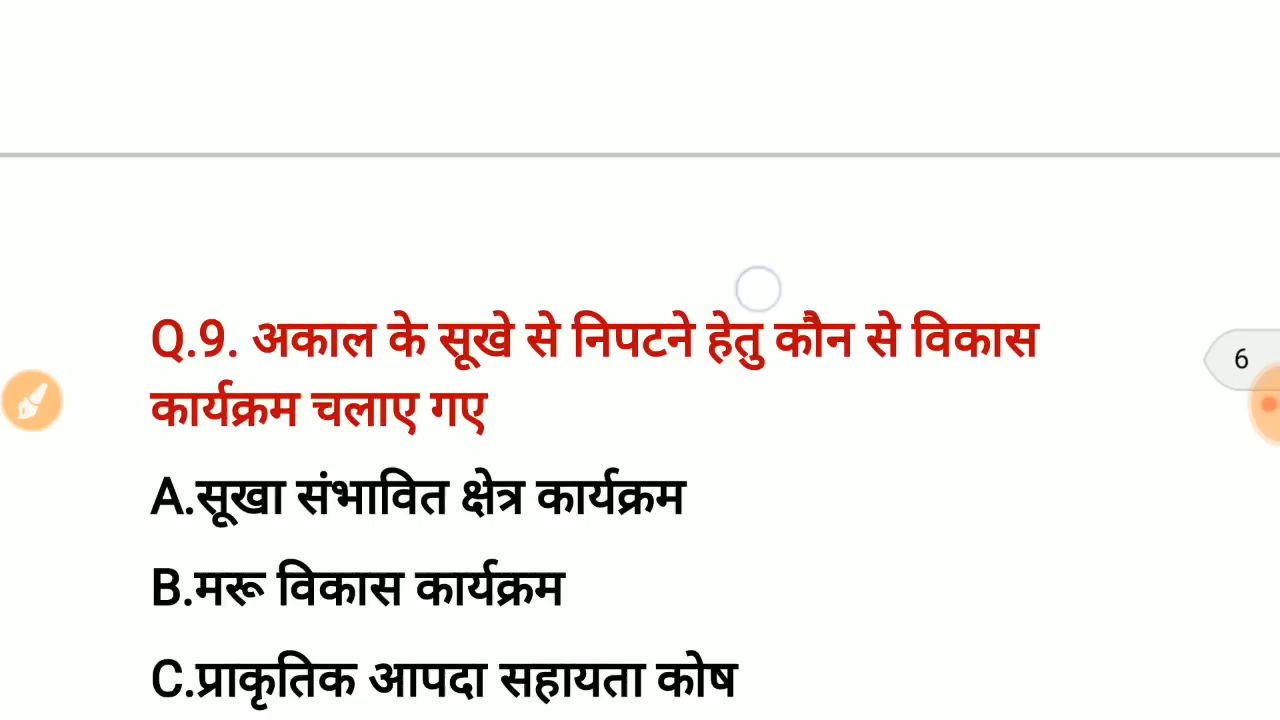 Q.9. अकाल के सूखे से निपटने हेतु कौन से विकास
कार्यक्रम चलाए गए
6
A.सूखा संभावित क्षेत्र कार्यक्रम
B.मरू विकास कार्यक्रम
C.प्राकृतिक आपदा सहायता कोष